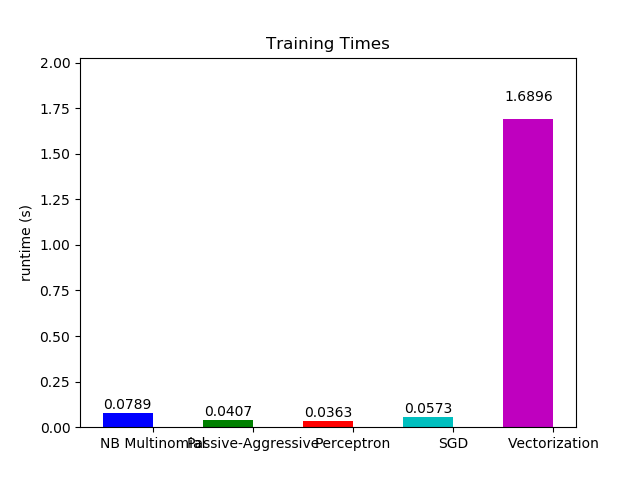 Training Times
2.00
1.75
1.50
1.25
1.00
0.75
0.50
0.25
0.00
runtime (s)
0.0789
0.0407
0.0363
0.0573
1.6896
NB Multinomial
Passive-Aggressive
Perceptron
SGD
Vectorization